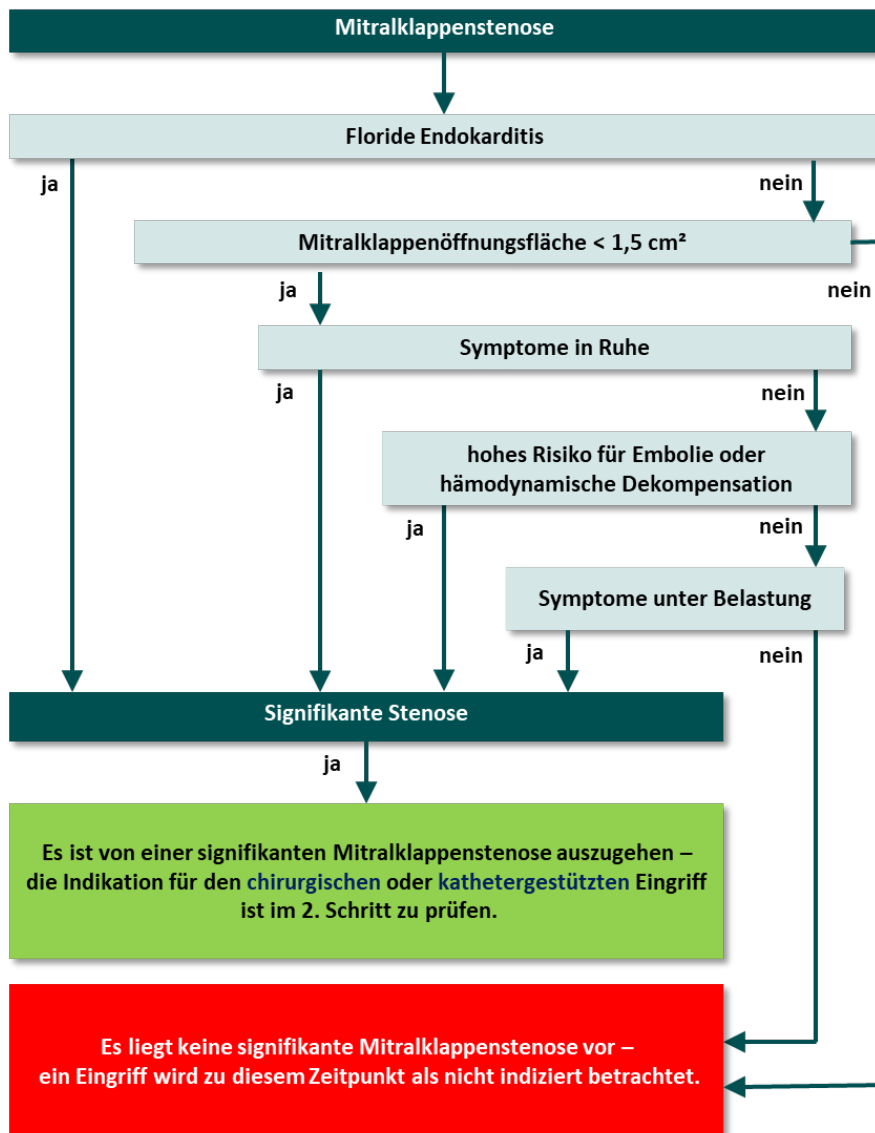 Mitralklappenstenose
Floride Endokarditis
ja
nein
Mitralklappenöffnungsfläche < 1,5 cm²
ja
nein
Symptome in Ruhe
ja
nein
hohes Risiko für Embolie oder
hämodynamische Dekompensation
ja
nein
Symptome unter Belastung
ja
nein
Signifikante Stenose
ja
Es ist von einer signifikanten Mitralklappenstenose auszugehen –
die Indikation für den chirurgischen oder kathetergestützten Eingriff
ist im 2. Schritt zu prüfen.
Es liegt keine signifikante Mitralklappenstenose vor –
ein Eingriff wird zu diesem Zeitpunkt als nicht indiziert betrachtet.